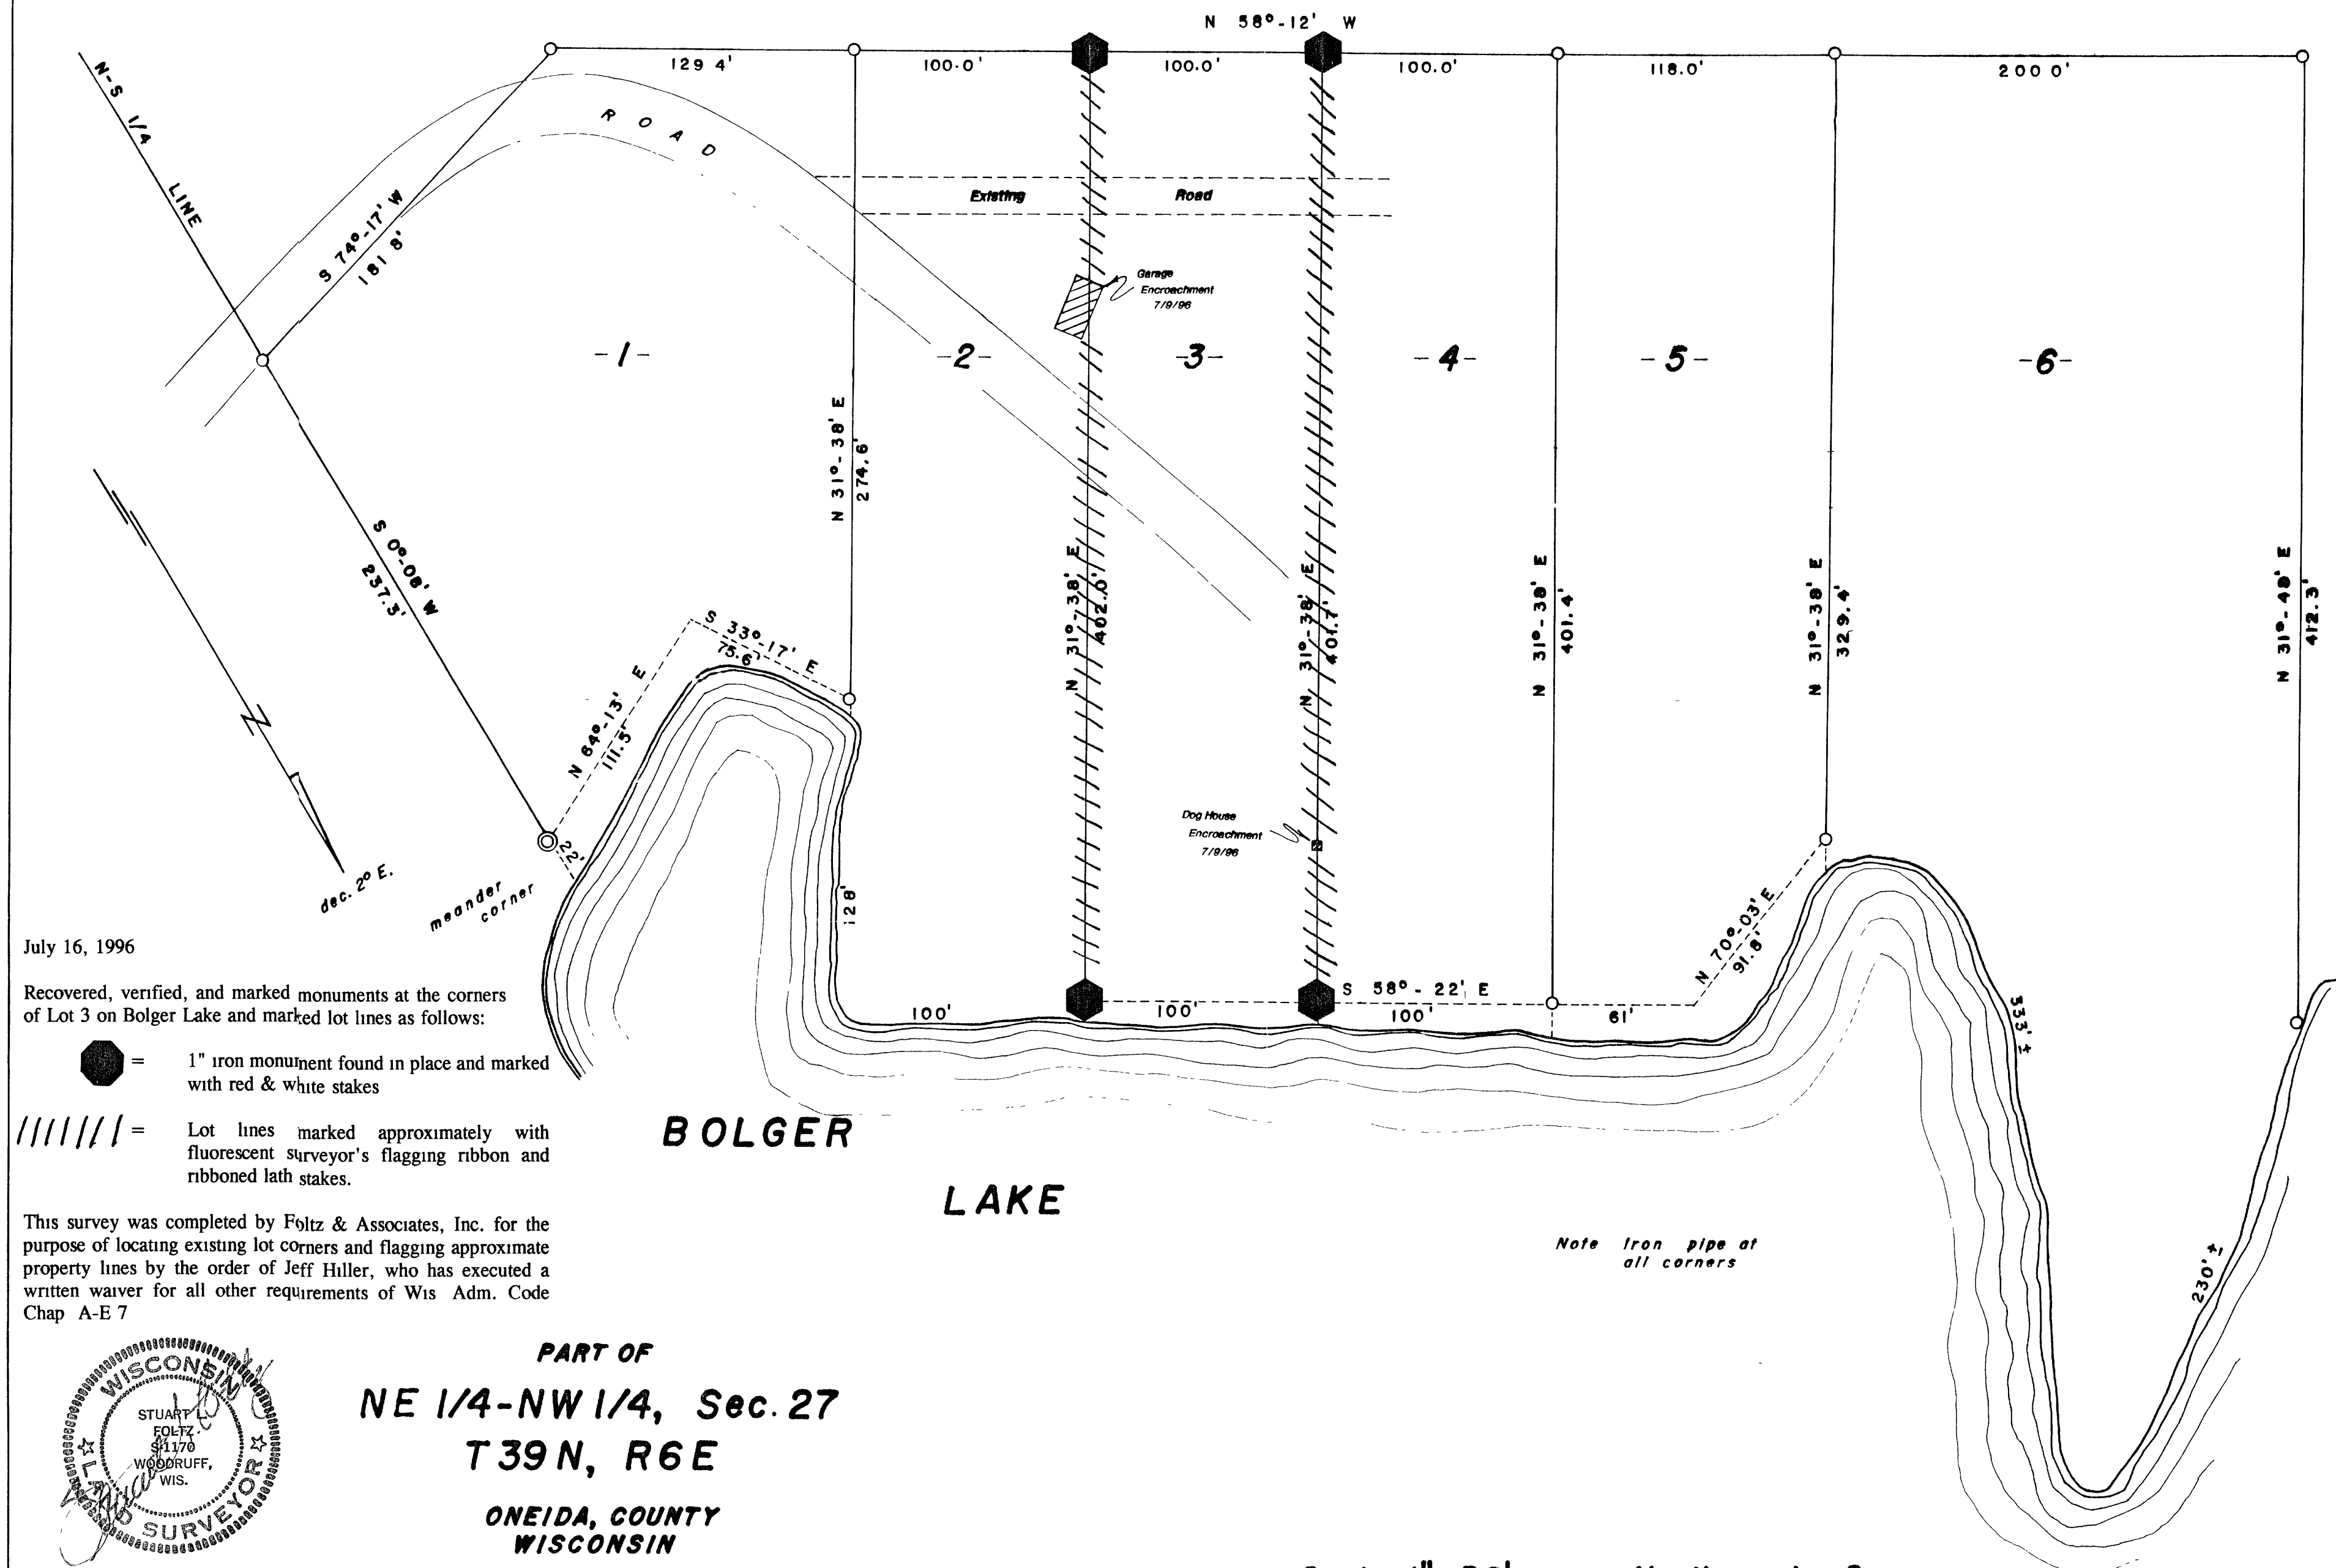 N 58°-12' W
129 4'
100.0'
100.0'
100.0'
118.0'
200 0'
N-S 1/4 LINE
ROAD
S 74°-17' W
181 8'
Existing Road
Garage
Encroachment
7/9/96
-1-
-2-
-3-
-4-
-5-
-6-
N 31°-38' E
274.6'
N 31°-38' E
402.0'
N 31°-38' E
401.7'
N 31°-38' E
401.4'
N 31°-38' E
329.4'
N 31°-48' E
412.3'
S 0°-08' W
237.3'
S 33°-17' E
75.6'
N 64°-13' E
111.5'
22'
N
dec. 2° E.
meander
corner
128'
Dog House
Encroachment
7/9/96
S 58°-22' E
N 70°-03' E
91.8'
100'
100'
100'
61'
333' ±
230' ±
July 16, 1996
Recovered, verified, and marked monuments at the corners
of Lot 3 on Bolger Lake and marked lot lines as follows:
= 1" iron monument found in place and marked
with red & white stakes
= Lot lines marked approximately with
fluorescent surveyor's flagging ribbon and
ribboned lath stakes.
This survey was completed by Foltz & Associates, Inc. for the
purpose of locating existing lot corners and flagging approximate
property lines by the order of Jeff Hiller, who has executed a
written waiver for all other requirements of Wis Adm. Code
Chap A-E 7
BOLGER
LAKE
Note Iron pipe at
all corners
WISCONSIN
STUART L.
FOLTZ
S-1170
WOODRUFF,
WIS.
LAND SURVEYOR
PART OF
NE 1/4-NW 1/4, Sec. 27
T39N, R6E
ONEIDA, COUNTY
WISCONSIN